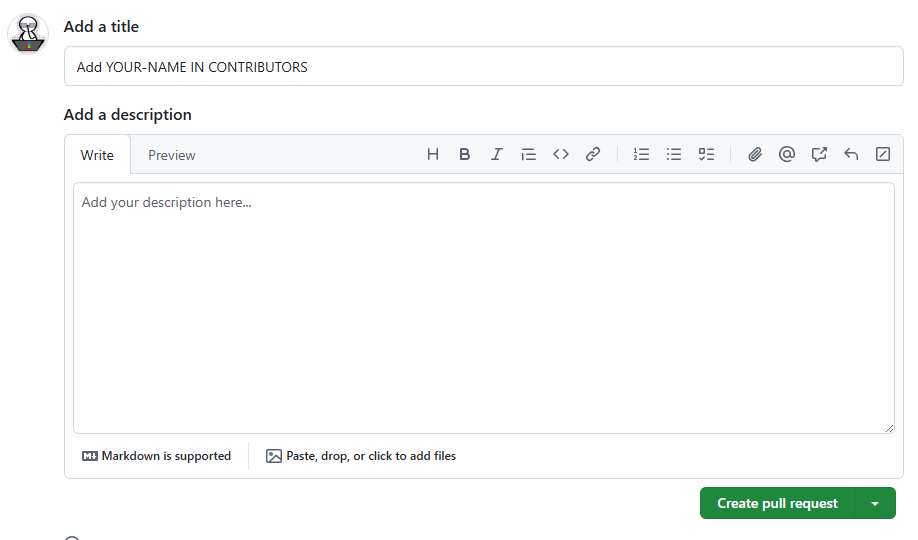 Add a title
Add YOUR-NAME IN CONTRIBUTORS
Add a description
Write Preview H B I
Add your description here...
Markdown is supported Paste, drop, or click to add files
Create pull request